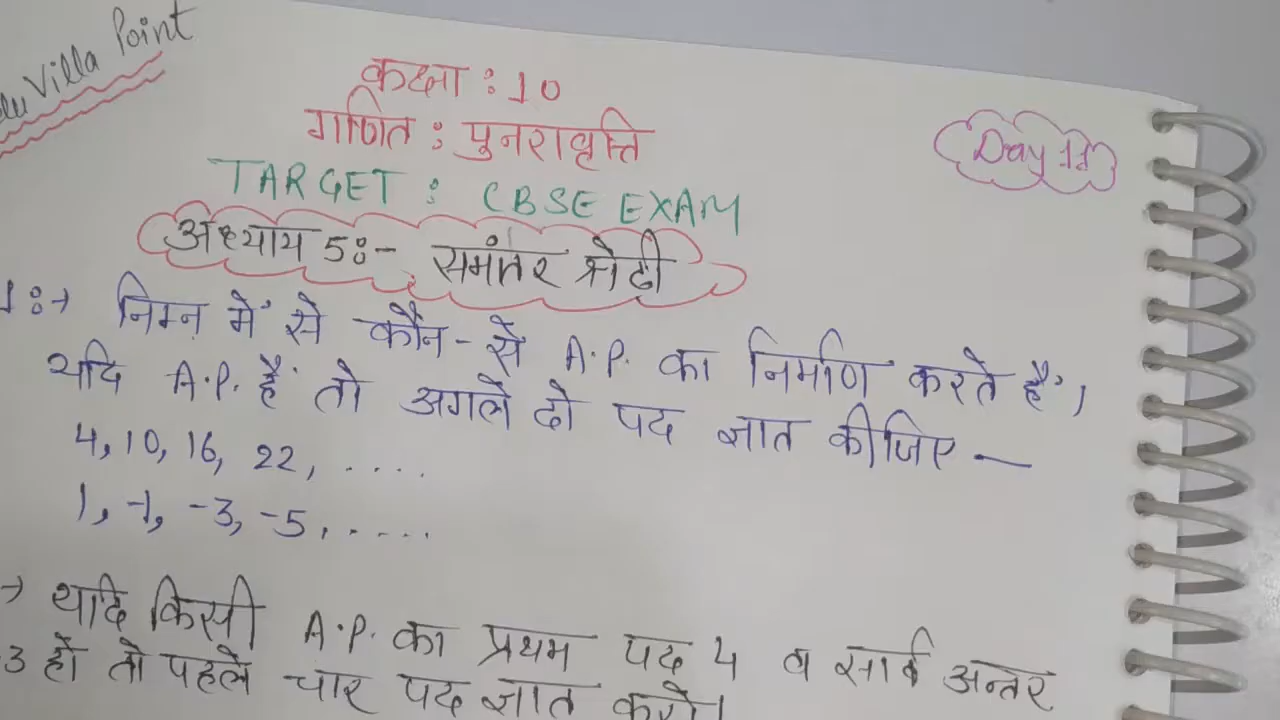 Villa Point
कक्षा : 10
गणित : पुनरावृत्ति
Day 11
TARGET : CBSE EXAM
अध्याय 5:- समंतर श्रेढी
1:→ निम्न में से कौन-से A.P. का निर्माण करते हैं।
यदि A.P. हैं तो अगले दो पद ज्ञात कीजिए -
4, 10, 16, 22, .....
1, -1, -3, -5, .....
→ यदि किसी A.P. का प्रथम पद 4 व सार्व अन्तर
-3 हो तो पहले चार पद ज्ञात करो।